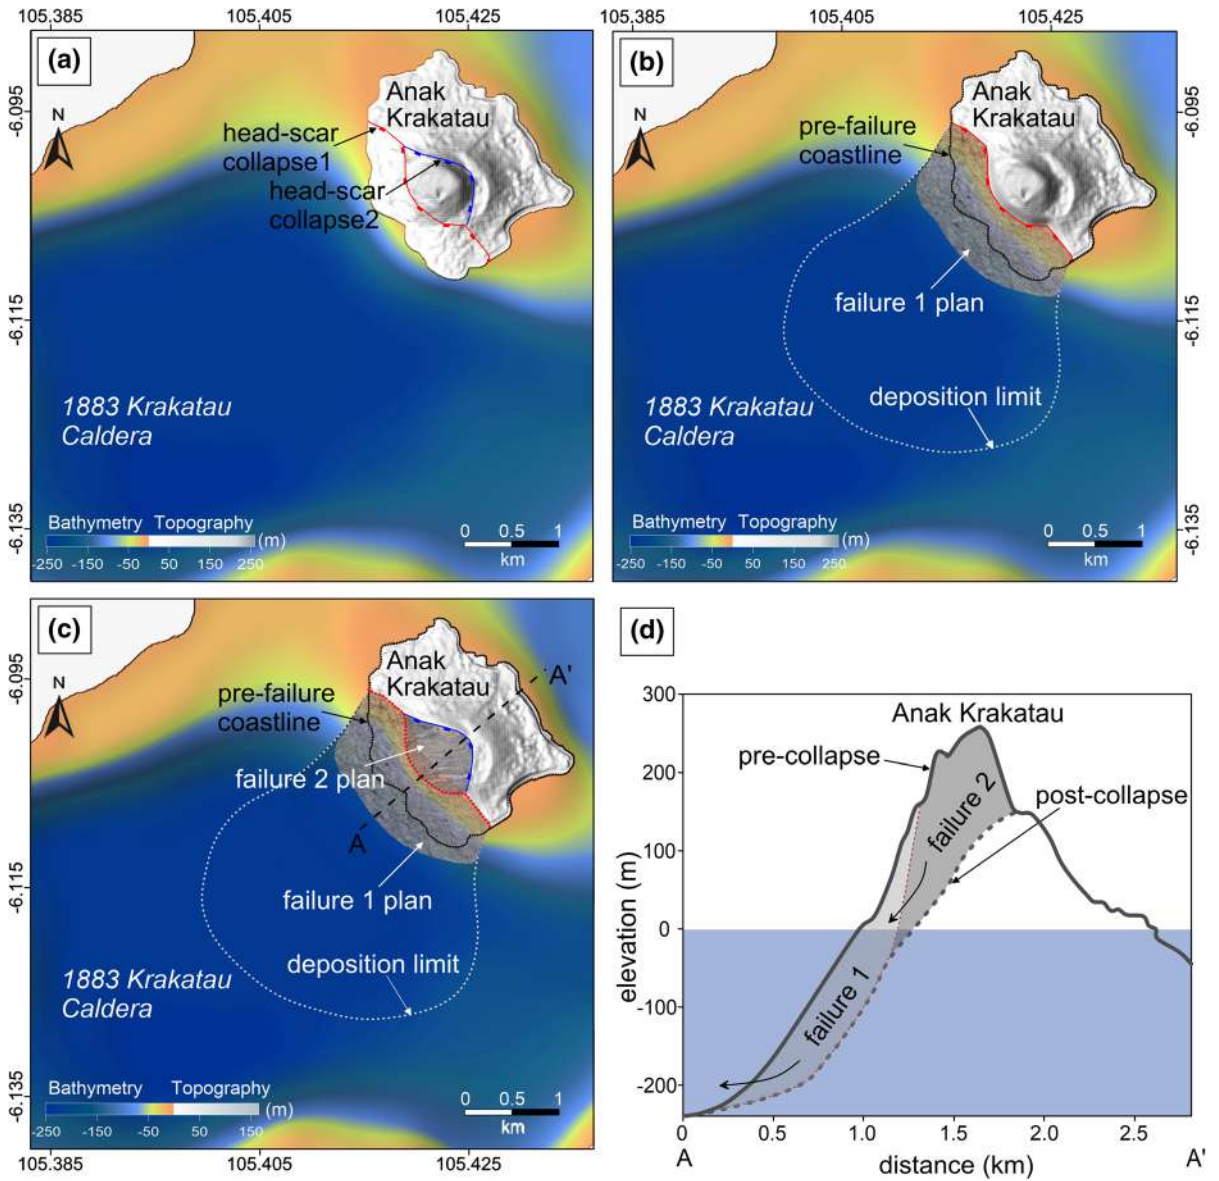 105.385 105.405 105.425
(a)
Anak
Krakatau
N
head-scar
collapse1
head-scar
collapse2
-6.095
-6.115
-6.135
1883 Krakatau
Caldera
Bathymetry Topography
(m)
-250 -150 -50 50 150 250
0 0.5 1
km
105.385 105.405 105.425
(b)
Anak
Krakatau
N
pre-failure
coastline
failure 1 plan
deposition limit
-6.095
-6.115
-6.135
1883 Krakatau
Caldera
Bathymetry Topography
(m)
-250 -150 -50 50 150 250
0 0.5 1
km
(c)
Anak
Krakatau
A'
N
pre-failure
coastline
failure 2 plan
A
failure 1 plan
deposition limit
-6.095
-6.115
-6.135
1883 Krakatau
Caldera
Bathymetry Topography
(m)
-250 -150 -50 50 150
0 0.5 1
km
105.385 105.405 105.425
(d)
300
200
100
0
-100
-200
elevation (m)
Anak Krakatau
pre-collapse
post-collapse
failure 2
failure 1
0 0.5 1.0 1.5 2.0 2.5
A distance (km) A'